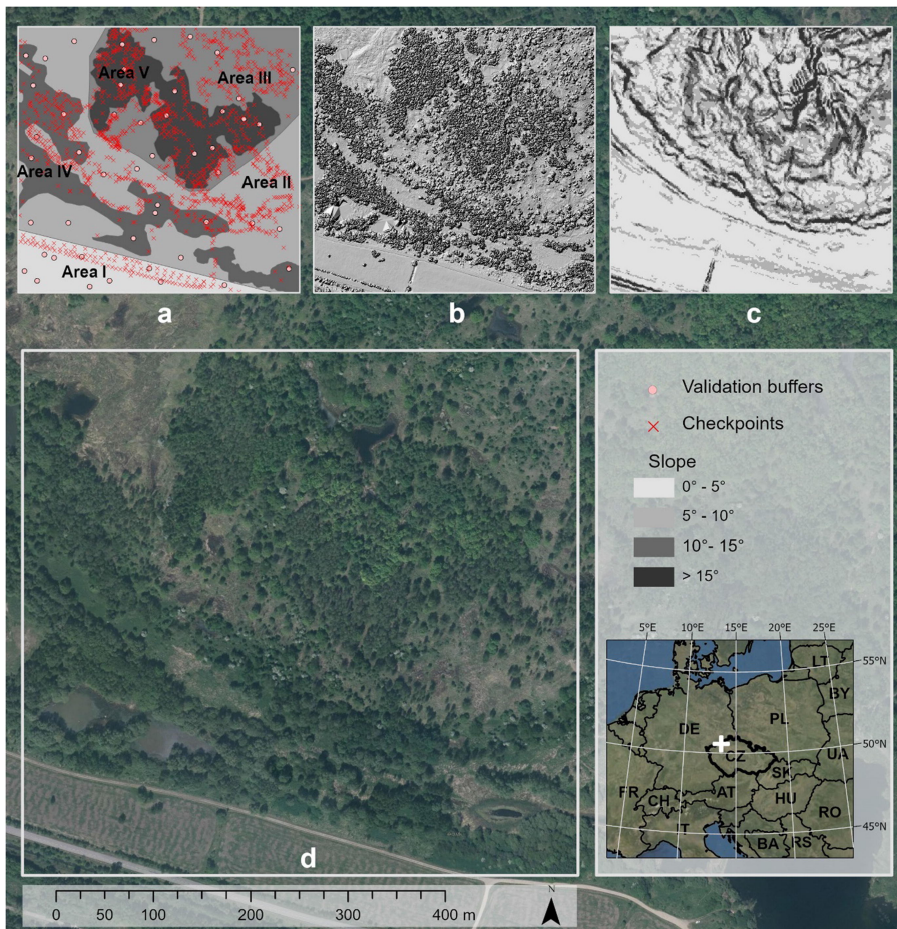 Area V
Area III
Area IV
Area II
Area I
a
b
c
Validation buffers
Checkpoints
Slope
0° - 5°
5° - 10°
10°- 15°
> 15°
5°E 10°E 15°E 20°E 25°E
55°N
50°N
45°N
LT
BY
DE
PL
CZ
UA
SK
FR
CH
AT
HU
RO
IT
BA
RS
d
0 50 100 200 300 400 m
N